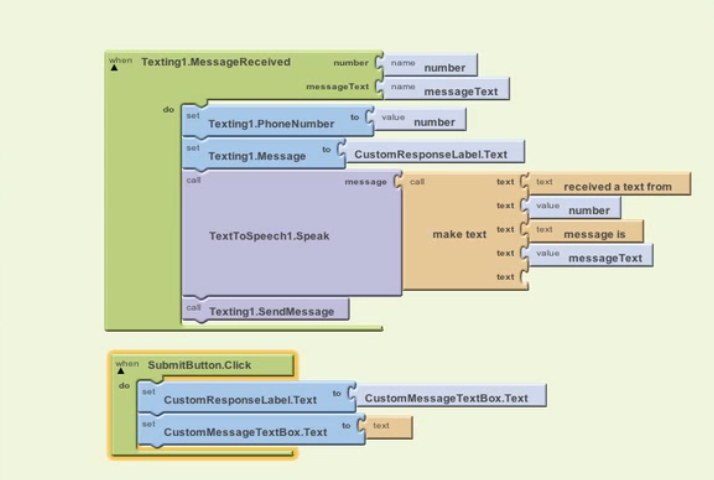 when Texting1.MessageReceived number name number
messageText name messageText
do set Texting1.PhoneNumber to value number
set Texting1.Message to CustomResponseLabel.Text
call TextToSpeech1.Speak message call make text text text received a text from
text value number
text text message is
text value messageText
text
call Texting1.SendMessage
when SubmitButton.Click
do set CustomResponseLabel.Text to CustomMessageTextBox.Text
set CustomMessageTextBox.Text to text